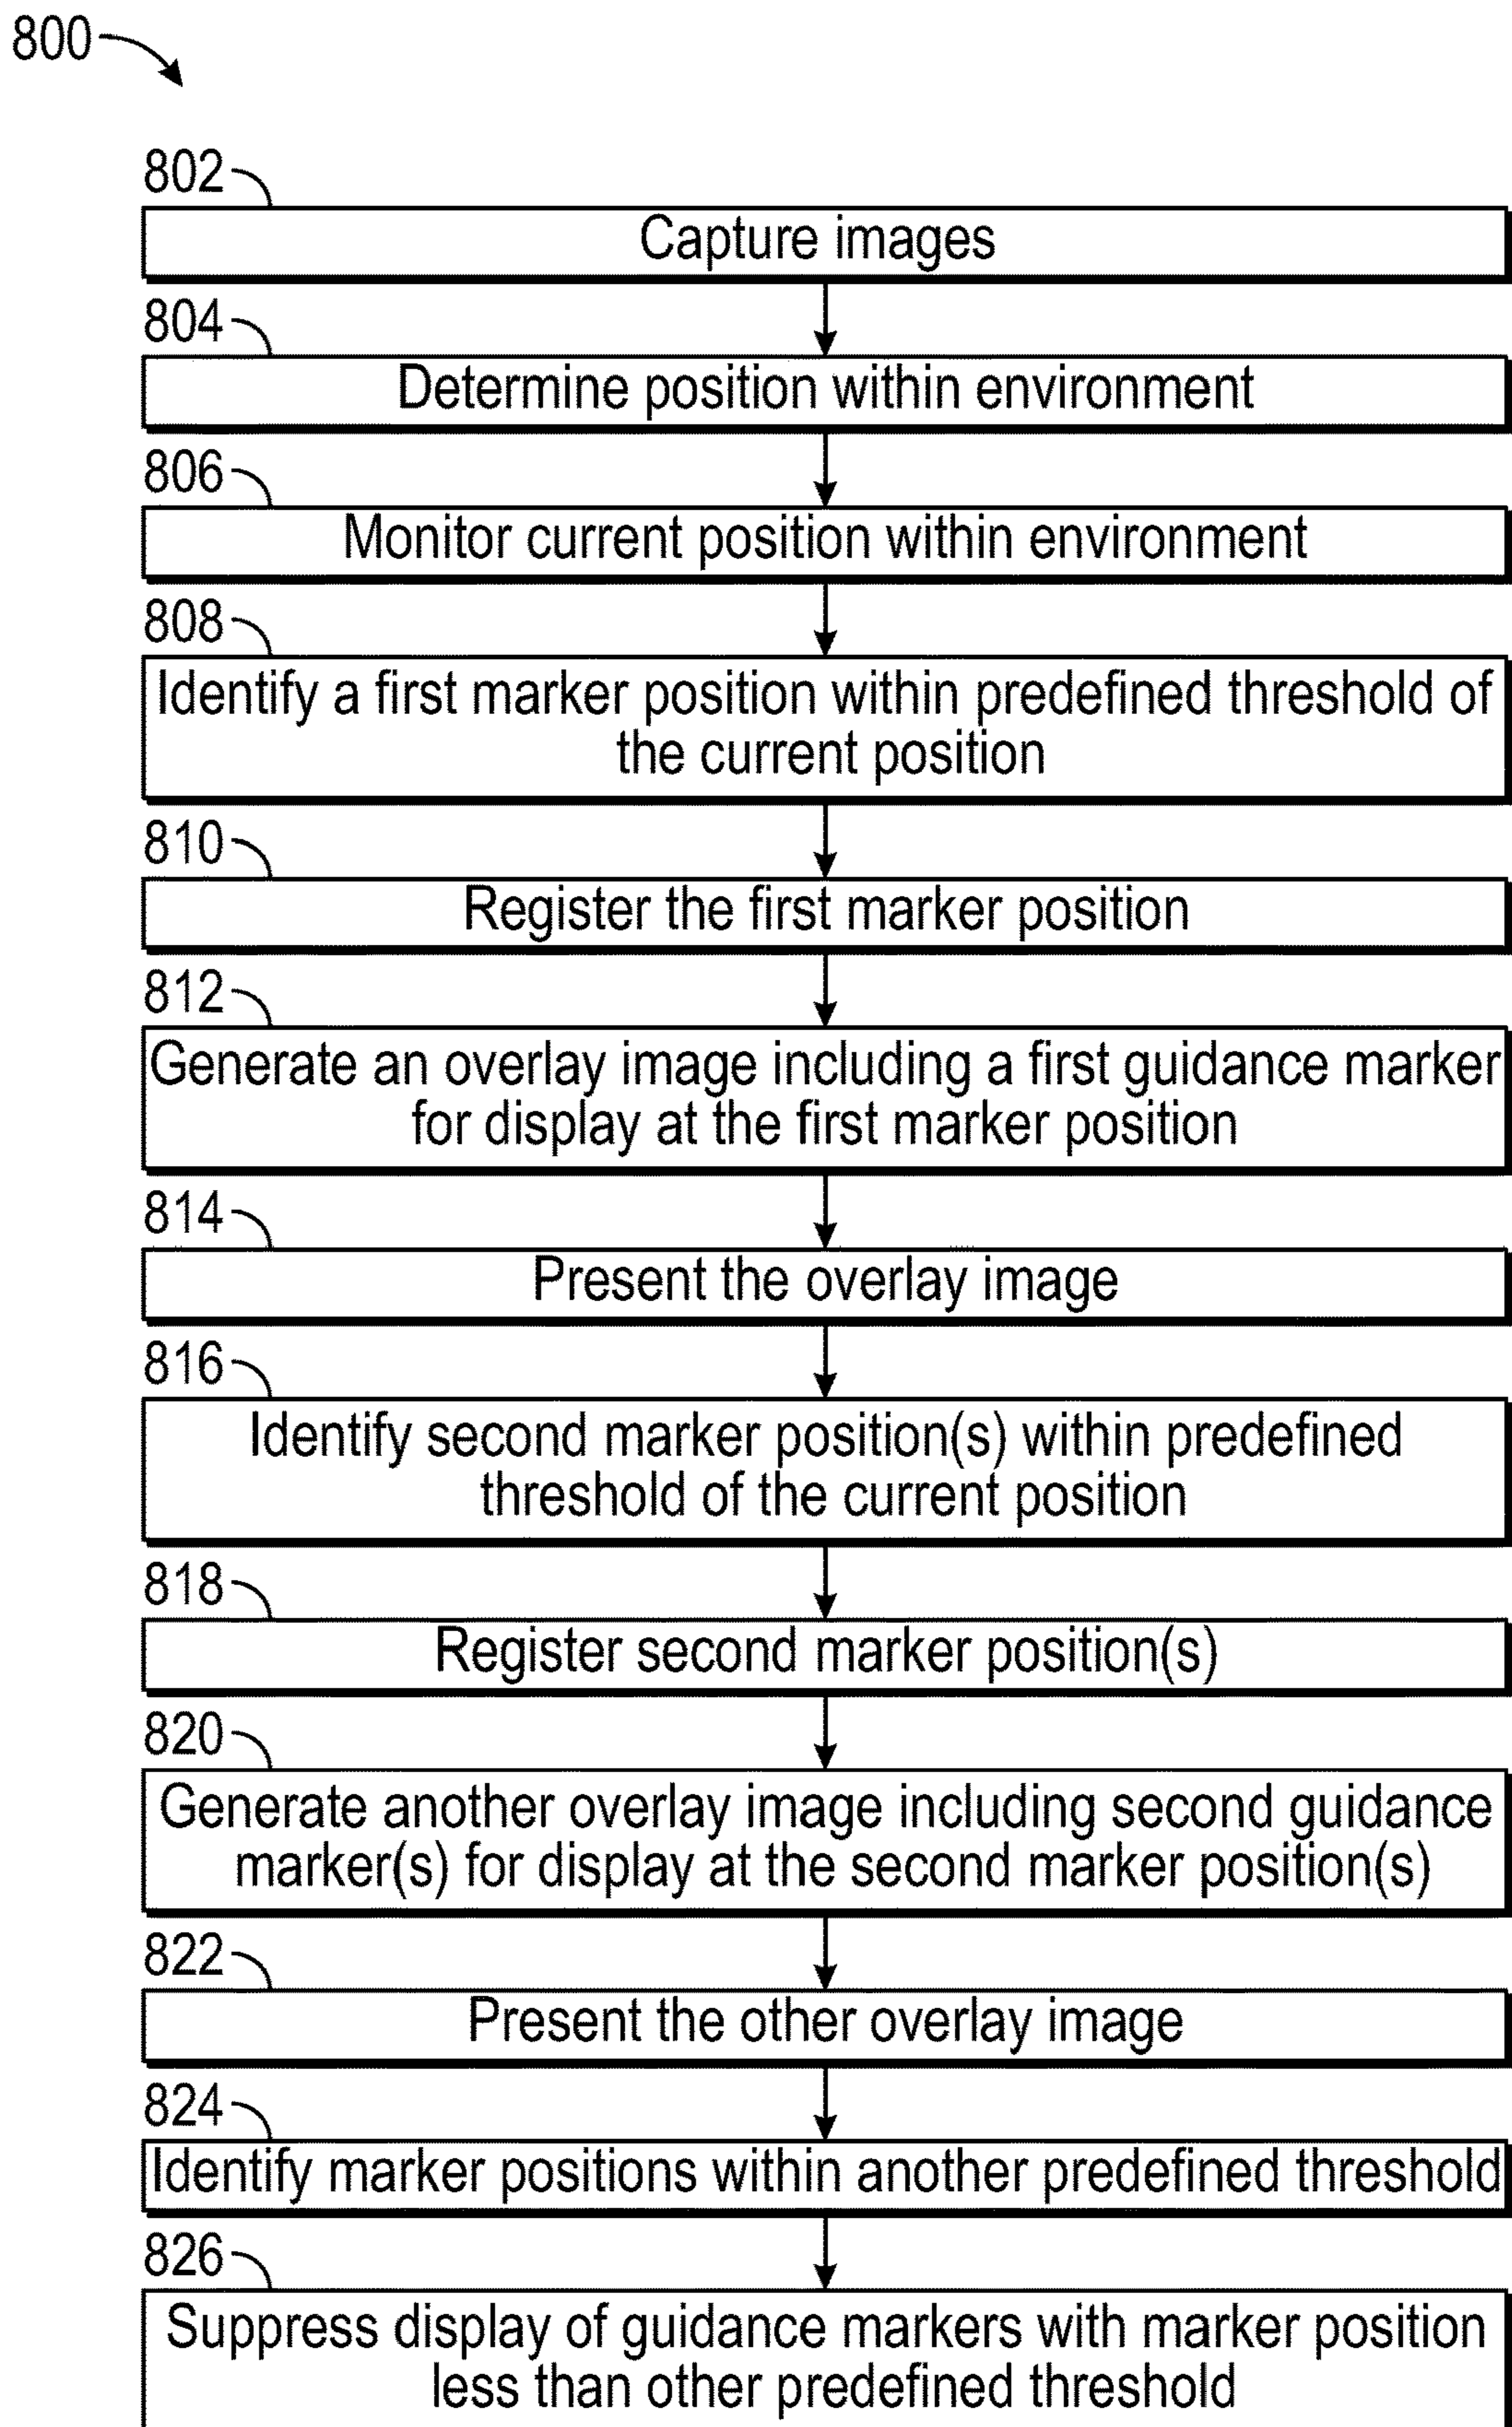 800
802
Capture images
804
Determine position within environment
806
Monitor current position within environment
808
Identify a first marker position within predefined threshold of
the current position
810
Register the first marker position
812
Generate an overlay image including a first guidance marker
for display at the first marker position
814
Present the overlay image
816
Identify second marker position(s) within predefined
threshold of the current position
818
Register second marker position(s)
820
Generate another overlay image including second guidance
marker(s) for display at the second marker position(s)
822
Present the other overlay image
824
Identify marker positions within another predefined threshold
826
Suppress display of guidance markers with marker position
less than other predefined threshold